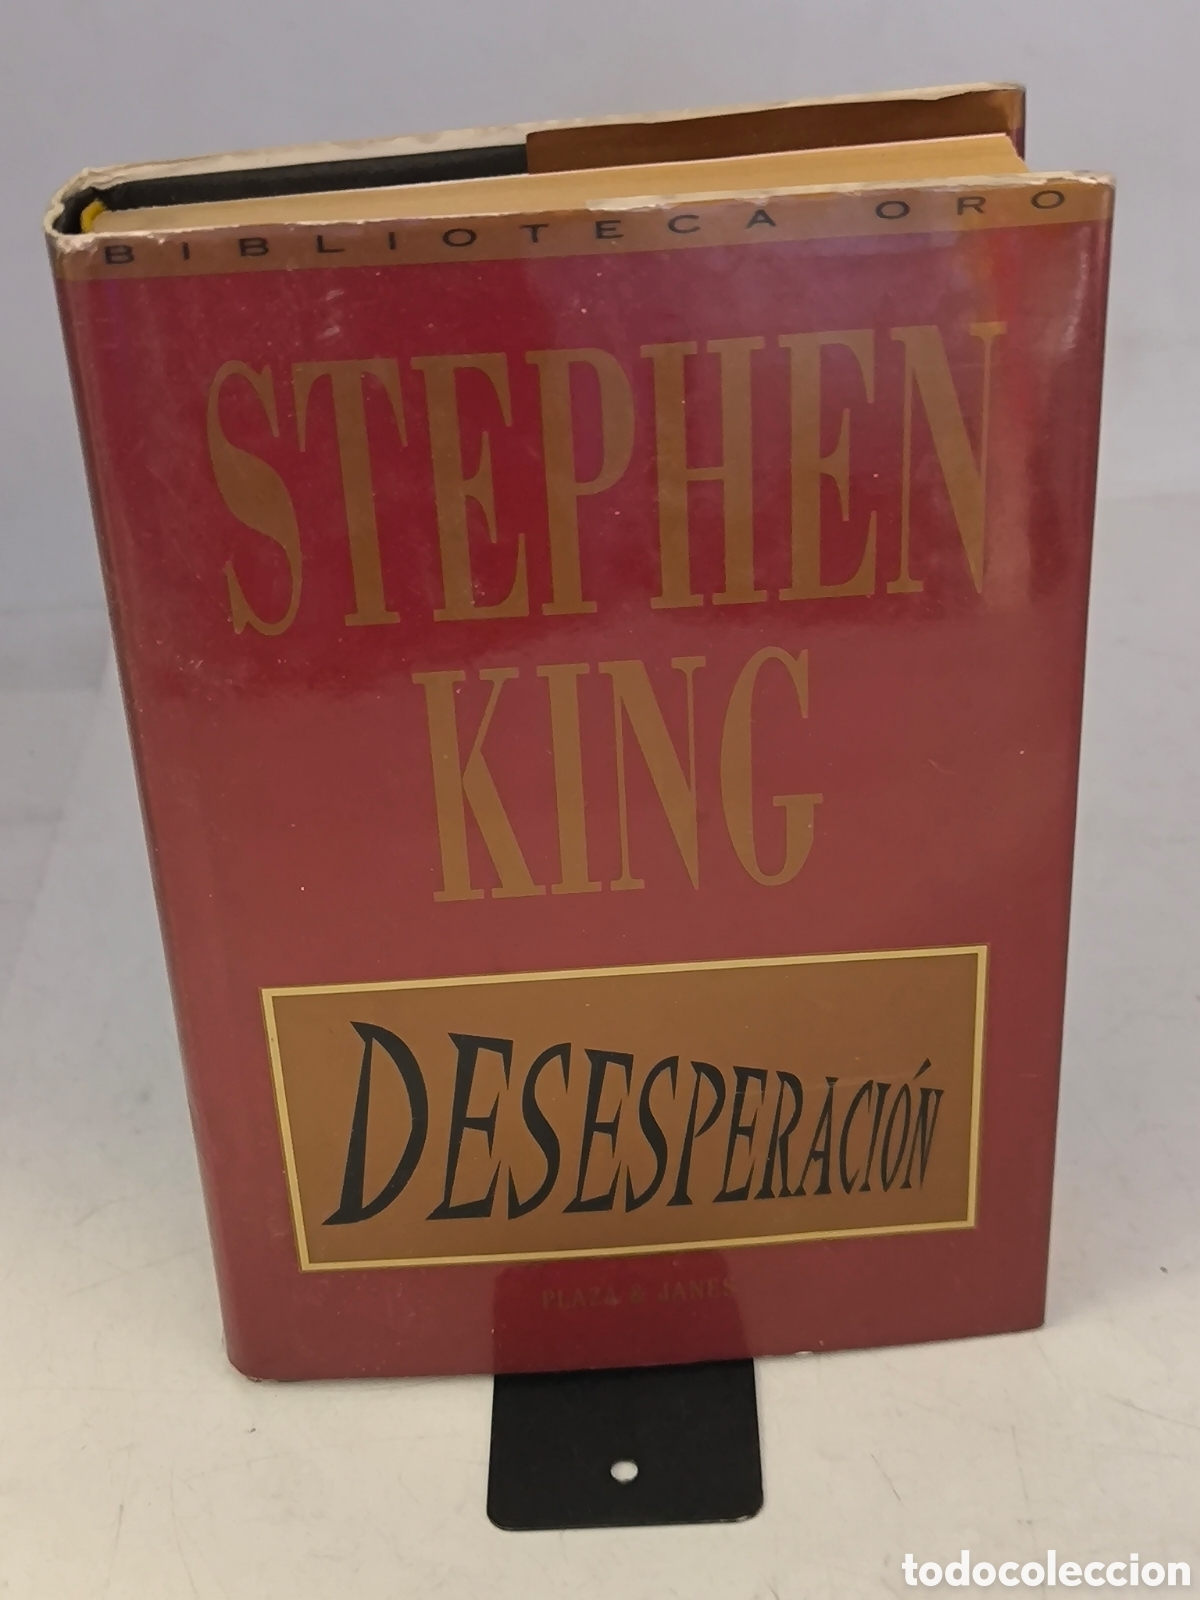 BIBLIOTECA ORO
STEPHEN
KING
DESESPERACIÓN
PLAZA & JANES
todocoleccion